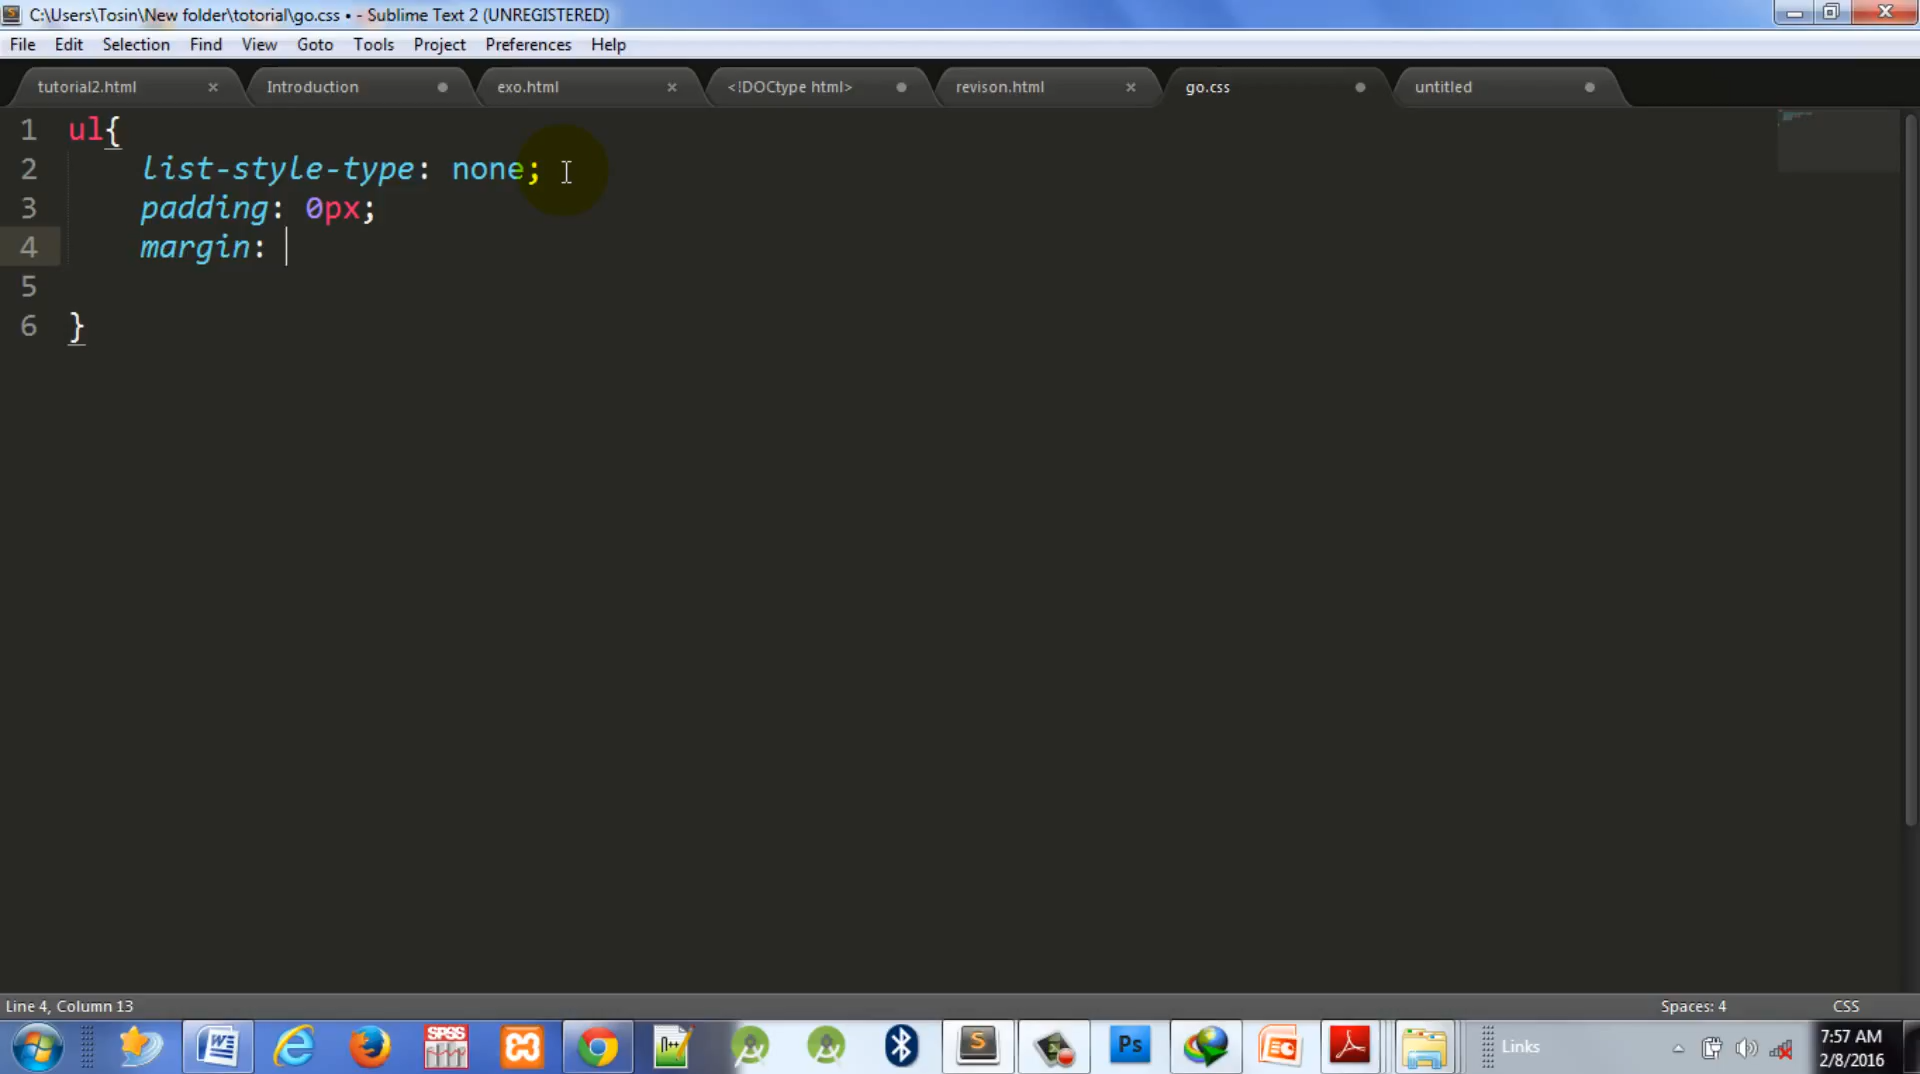 C:\Users\Tosin\New folder\totorial\go.css • - Sublime Text 2 (UNREGISTERED)
File Edit Selection Find View Goto Tools Project Preferences Help
tutorial2.html × Introduction exo.html × <!DOCtype html> revison.html × go.css untitled
1 ul{
2 list-style-type: none;
3 padding: 0px;
4 margin:
5
6 }
Line 4, Column 13 Spaces: 4 CSS
SPSS Π++ S Ps Links 7:57 AM
2/8/2016